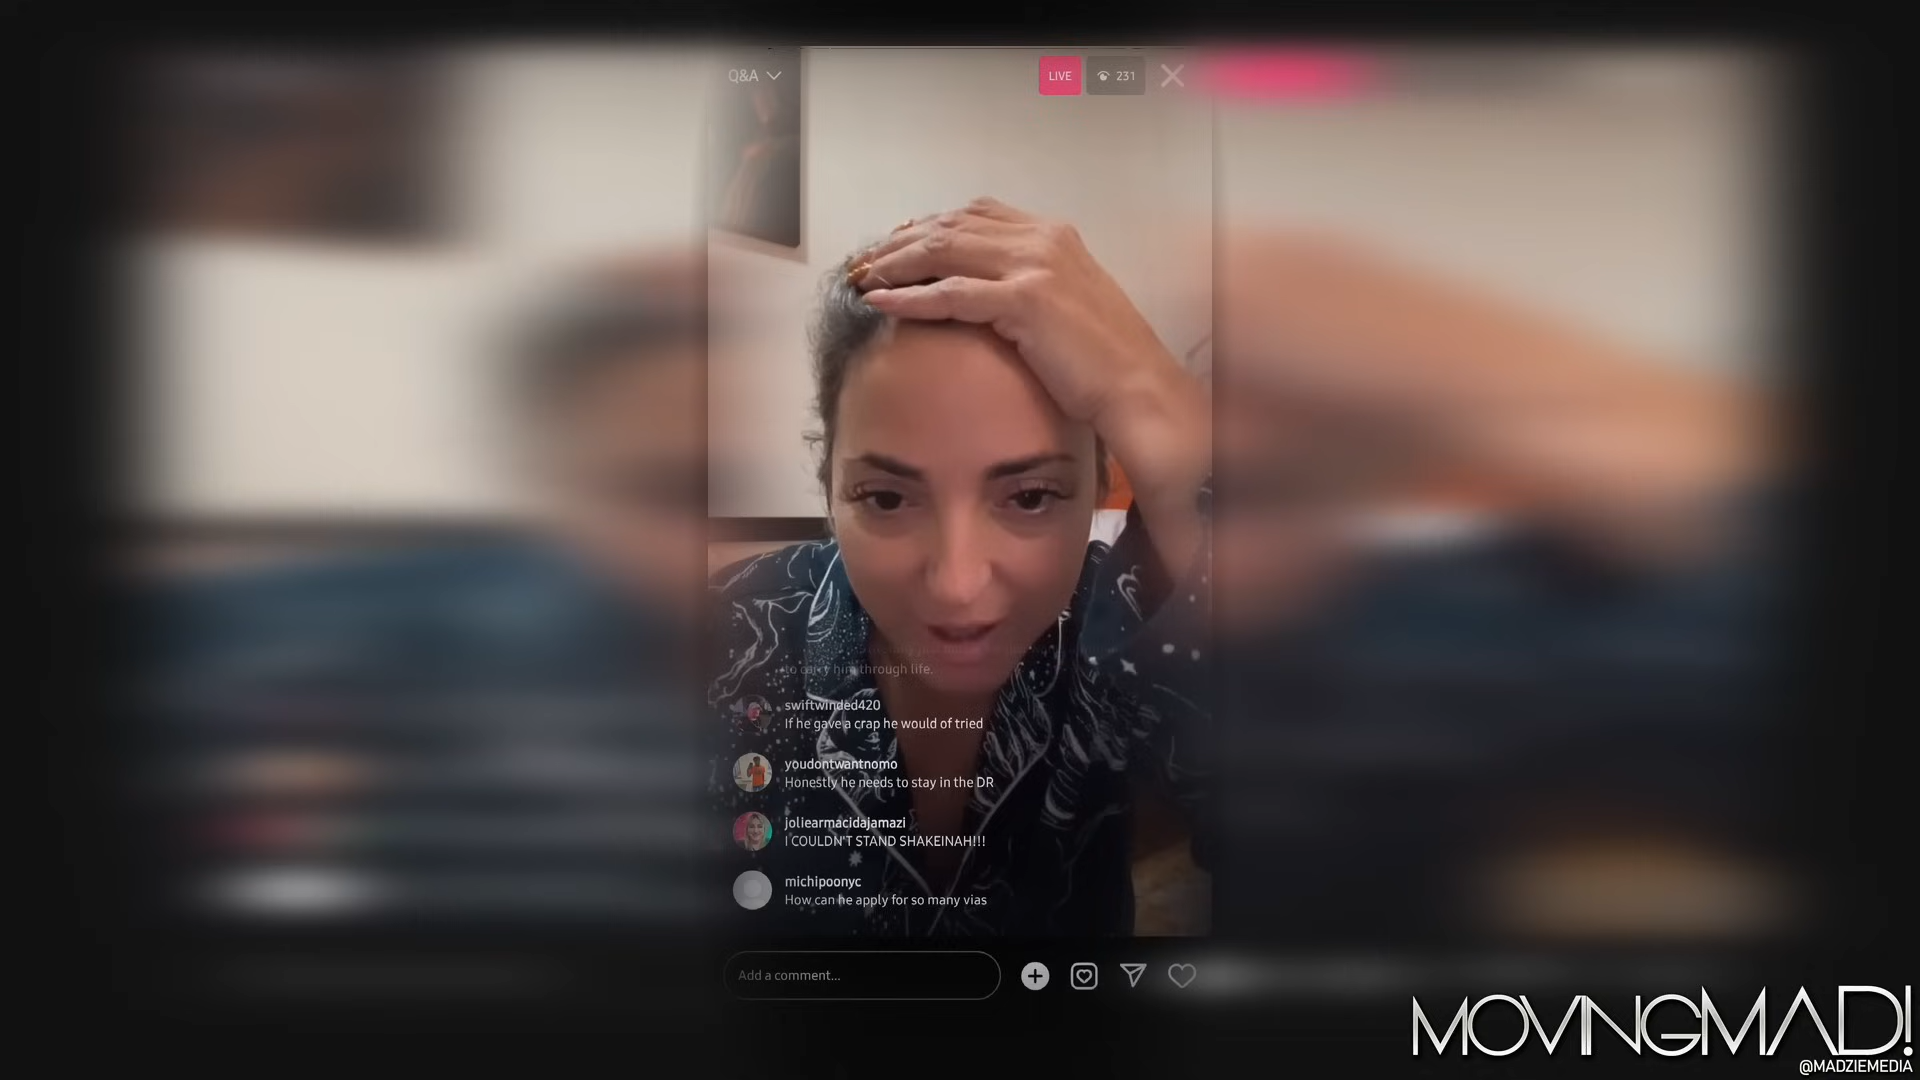 Q&A
LIVE
231
to carry him through life.
swiftwinded420
If he gave a crap he would of tried
youdontwantnomo
Honestly he needs to stay in the DR
joliearmacidajamazi
I COULDN'T STAND SHAKEINAH!!!
michipoonyc
How can he apply for so many vias
Add a comment...
MOVINGMAD!
@MADZIEMEDIA